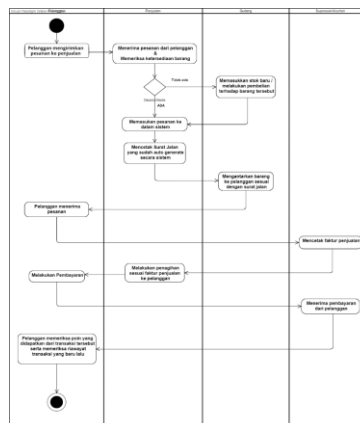 Pelanggan
Penjualan
Gudang
Pelanggan mengirimkan
pesanan ke penjualan
Menerima pesanan dari pelanggan
&
Memeriksa ketersediaan barang
Tidak ada
Memasukkan stok baru /
melakukan pembelian
terhadap barang tersebut
ADA
Memasukan pesanan ke
dalam sistem
Mencetak Surat Jalan
yang sudah auto generate
secara sistem
Mengantarkan barang
ke pelanggan sesuai
dengan surat jalan
Pelanggan menerima
pesanan
Mencetak faktur penjualan
Melakukan penagihan
sesuai faktur penjualan
ke pelanggan
Melakukan Pembayaran
Menerima pembayaran
dari pelanggan
Pelanggan memeriksa poin yang
didapatkan dari transaksi tersebut
serta memeriksa riwayat
transaksi yang baru lalu